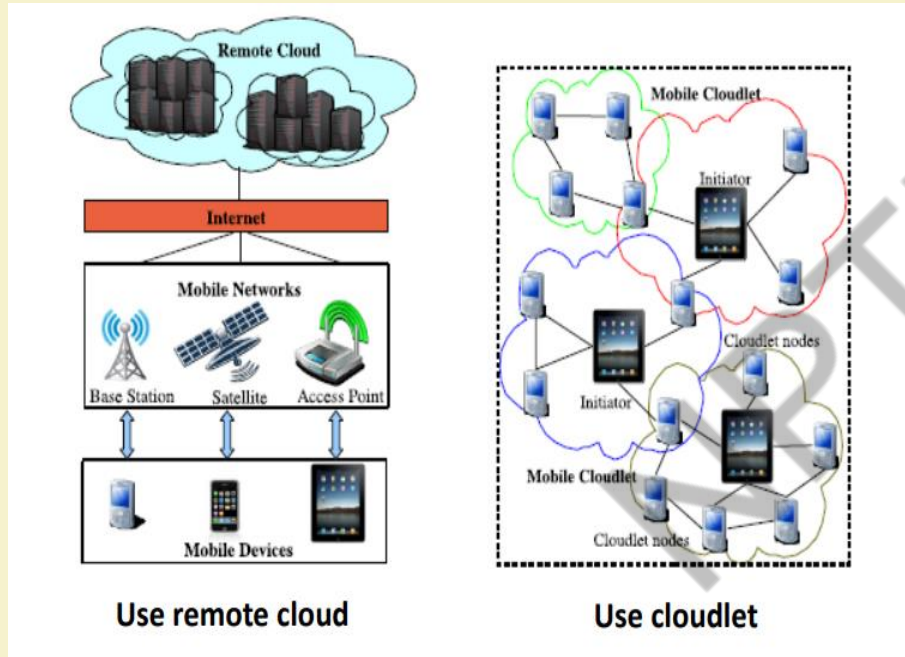 Remote Cloud
Internet
Mobile Networks
Base Station
Satellite
Access Point
Mobile Devices
Use remote cloud
Mobile Cloudlet
Initiator
Cloudlet nodes
Initiator
Mobile Cloudlet
Cloudlet nodes
Use cloudlet